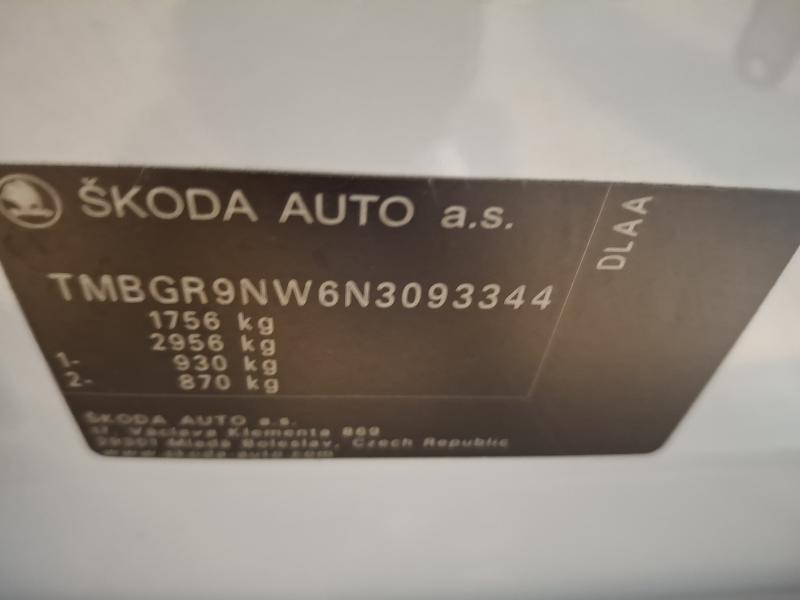 ŠKODA AUTO a.s.
DLAA
TMBGR9NW6N3093344
1756 kg
2956 kg
1- 930 kg
2- 870 kg
ŠKODA AUTO a.s.
tř. Václava Klementa 869
29301 Mladá Boleslav, Czech Republic
www.skoda-auto.com